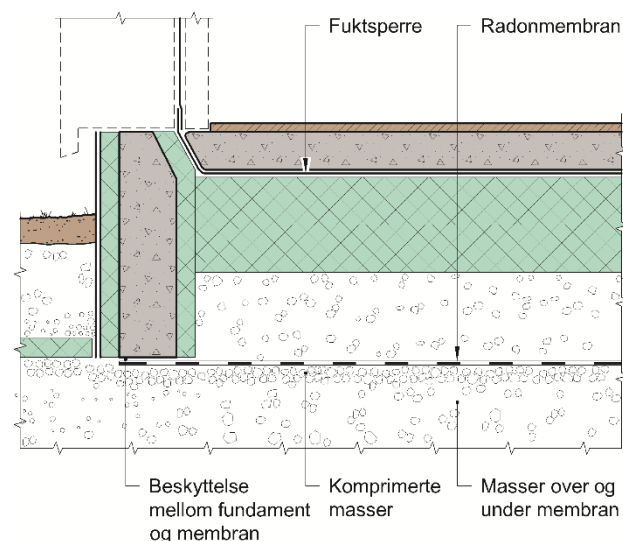 Fuktsperre
Radonmembran
Beskyttelse
mellom fundament
og membran
Komprimerte
masser
Masser over og
under membran